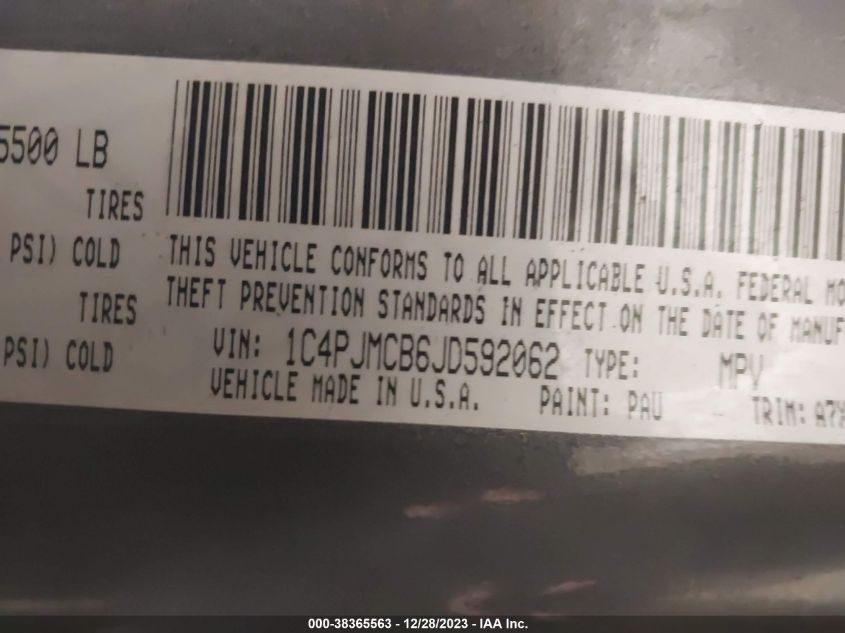 5500 LB
TIRES
PSI) COLD
TIRES
PSI) COLD
THIS VEHICLE CONFORMS TO ALL APPLICABLE U.S.A. FEDERAL MO
THEFT PREVENTION STANDARDS IN EFFECT ON THE DATE OF MANUF
VIN: 1C4PJMCB6JD592062 TYPE: MPV
VEHICLE MADE IN U.S.A. PAINT: PAU TRIM: A7X
000-38365563 - 12/28/2023 - IAA Inc.